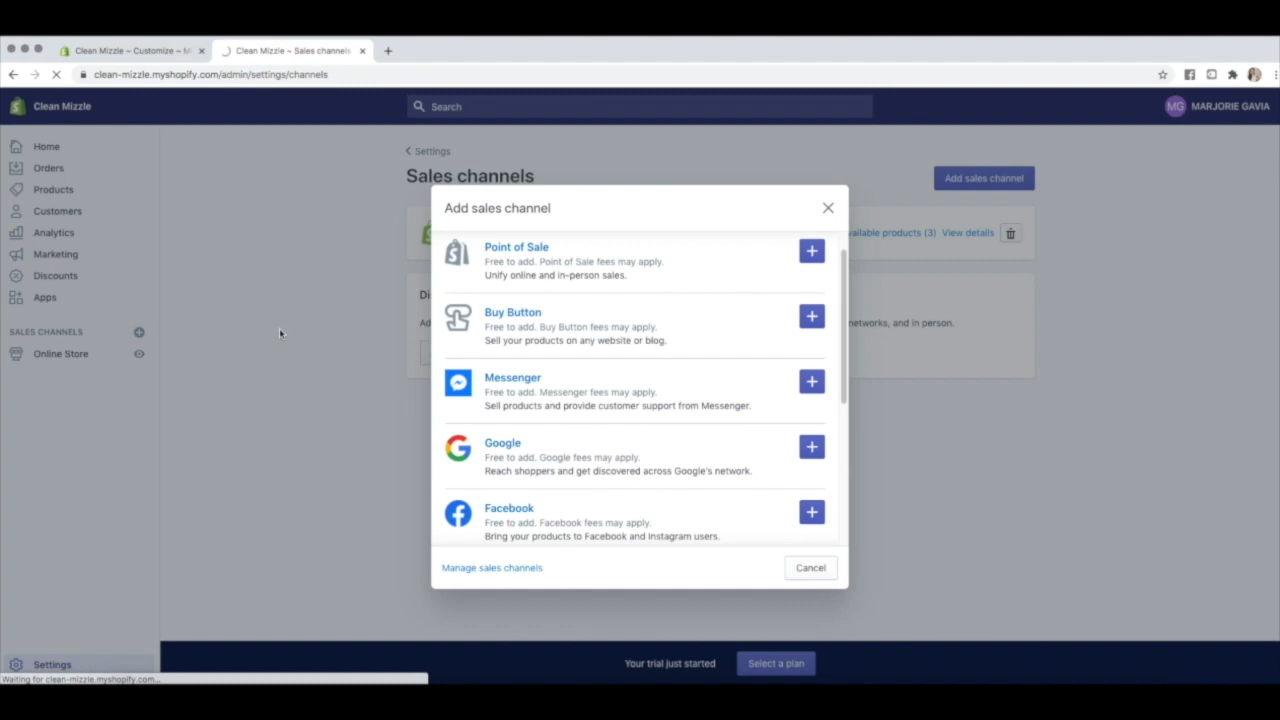 Clean Mizzle ~ Customize ~ M
Clean Mizzle ~ Sales channels
clean-mizzle.myshopify.com/admin/settings/channels
Clean Mizzle
Search
MG MARJORIE GAVIA
Home
Orders
Products
Customers
Analytics
Marketing
Discounts
Apps
SALES CHANNELS
Online Store
Settings
Settings
Sales channels
Add sales channel
products (3) View details
networks, and in person.
Add sales channel
Point of Sale
Free to add. Point of Sale fees may apply.
Unify online and in-person sales.
Buy Button
Free to add. Buy Button fees may apply.
Sell your products on any website or blog.
Messenger
Free to add. Messenger fees may apply.
Sell products and provide customer support from Messenger.
Google
Free to add. Google fees may apply.
Reach shoppers and get discovered across Google's network.
Facebook
Free to add. Facebook fees may apply.
Bring your products to Facebook and Instagram users.
Manage sales channels
Cancel
Your trial just started
Select a plan
Waiting for clean-mizzle.myshopify.com...